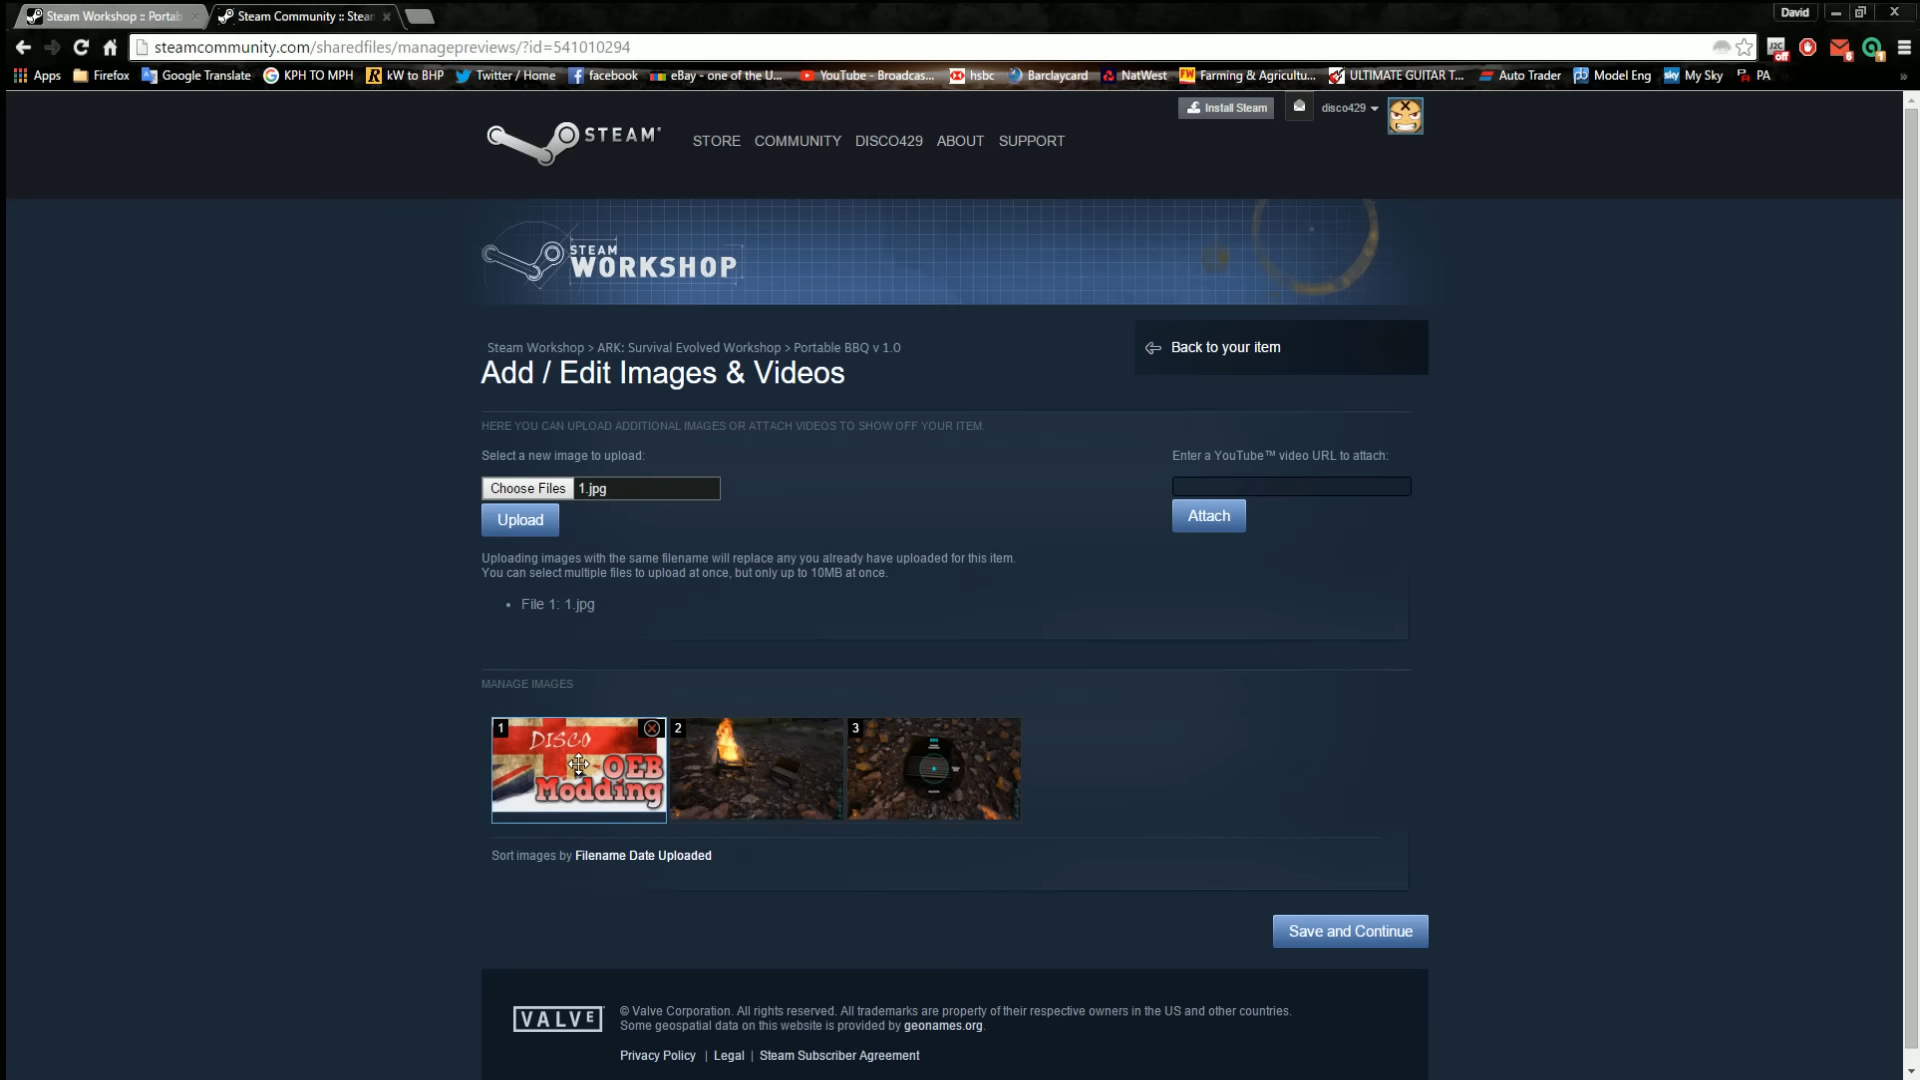 Steam Workshop :: Portab
Steam Community :: Stean
David
steamcommunity.com/sharedfiles/managepreviews/?id=541010294
Apps Firefox Google Translate KPH TO MPH kW to BHP Twitter / Home facebook eBay - one of the U... YouTube - Broadcas... hsbc Barclaycard NatWest Farming & Agricultu... ULTIMATE GUITAR T... Auto Trader Model Eng My Sky PA »
Install Steam disco429
STEAM STORE COMMUNITY DISCO429 ABOUT SUPPORT
STEAM
WORKSHOP
Steam Workshop > ARK: Survival Evolved Workshop > Portable BBQ v 1.0
Back to your item
Add / Edit Images & Videos
HERE YOU CAN UPLOAD ADDITIONAL IMAGES OR ATTACH VIDEOS TO SHOW OFF YOUR ITEM.
Select a new image to upload:
Enter a YouTube™ video URL to attach:
Choose Files 1.jpg
Upload
Attach
Uploading images with the same filename will replace any you already have uploaded for this item.
You can select multiple files to upload at once, but only up to 10MB at once.
• File 1: 1.jpg
MANAGE IMAGES
1 2 3
DISCO
OEB
Modding
Sort images by Filename Date Uploaded
Save and Continue
VALVE
© Valve Corporation. All rights reserved. All trademarks are property of their respective owners in the US and other countries.
Some geospatial data on this website is provided by geonames.org.
Privacy Policy | Legal | Steam Subscriber Agreement